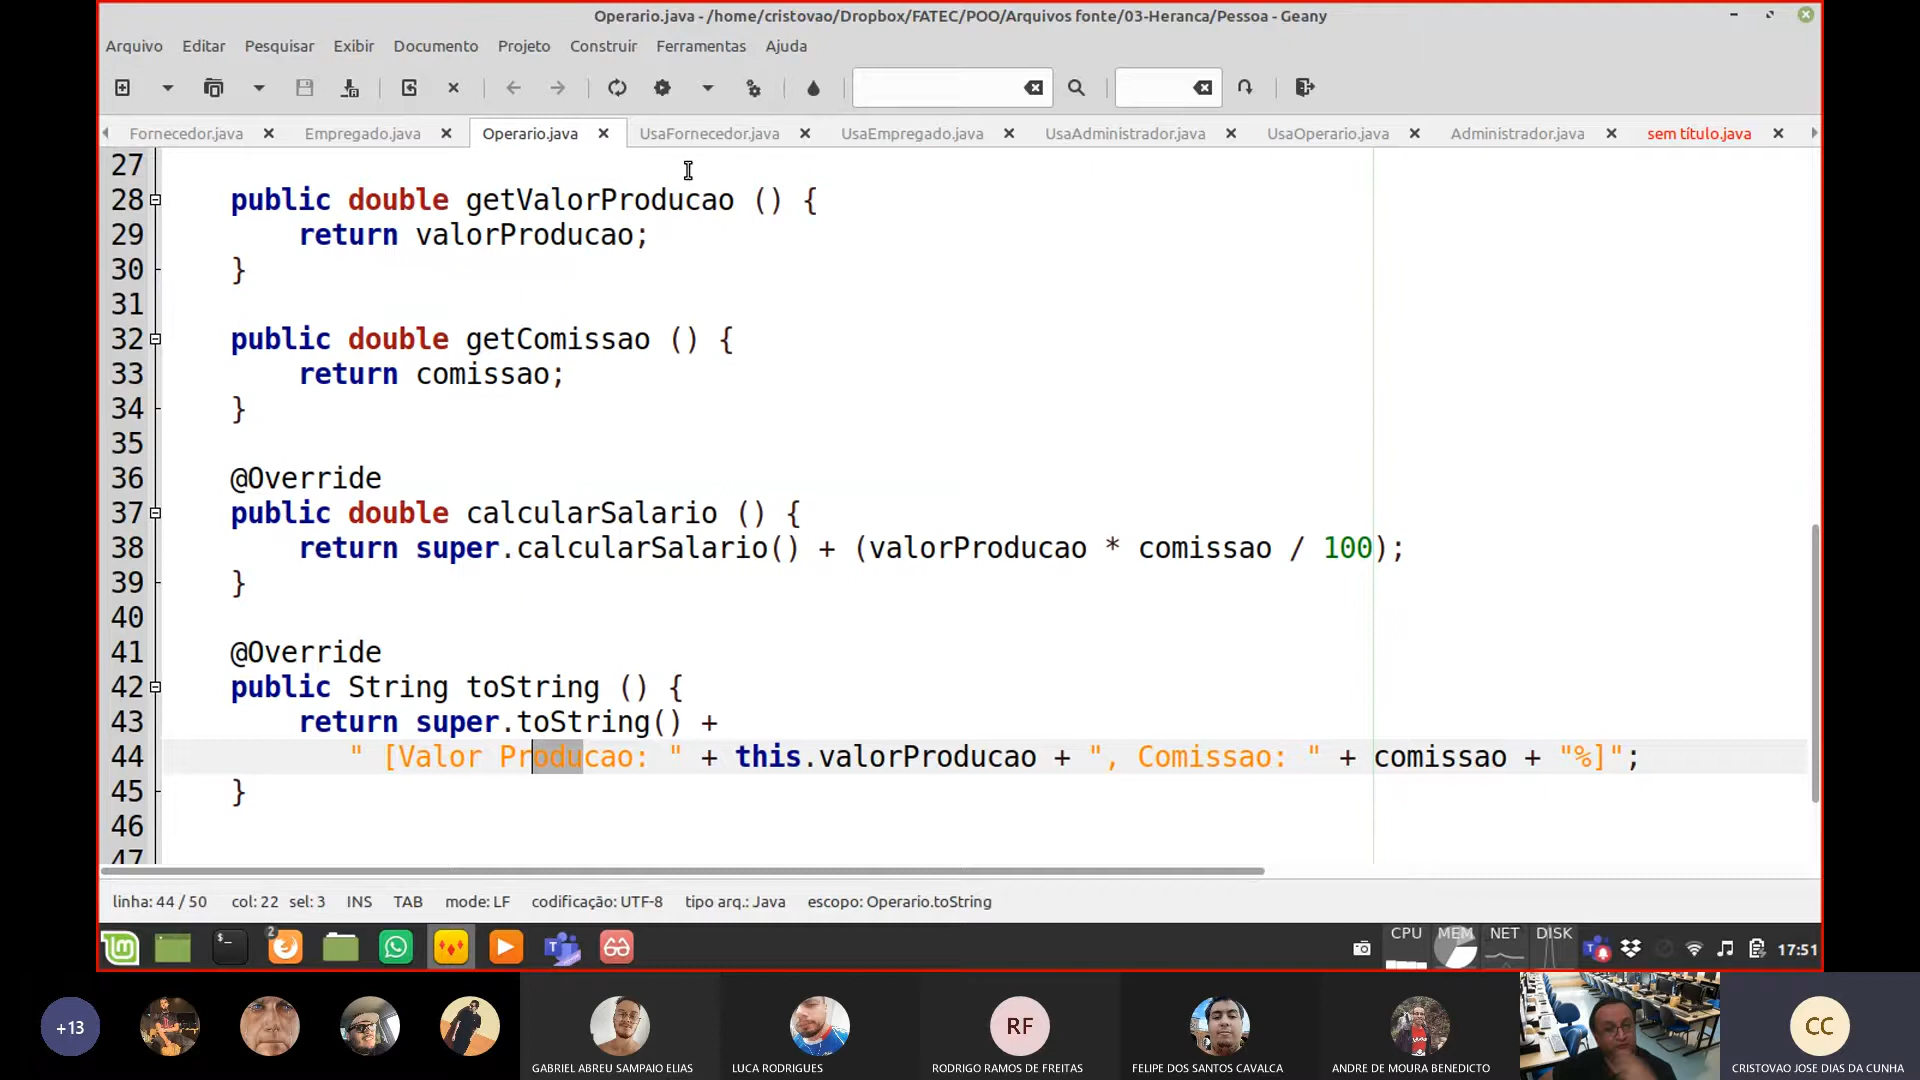 Operario.java - /home/cristovao/Dropbox/FATEC/POO/Arquivos fonte/03-Heranca/Pessoa - Geany
Arquivo Editar Pesquisar Exibir Documento Projeto Construir Ferramentas Ajuda
Fornecedor.java Empregado.java Operario.java UsaFornecedor.java UsaEmpregado.java UsaAdministrador.java UsaOperario.java Administrador.java sem título.java
27
28 public double getValorProducao () {
29 return valorProducao;
30 }
31
32 public double getComissao () {
33 return comissao;
34 }
35
36 @Override
37 public double calcularSalario () {
38 return super.calcularSalario() + (valorProducao * comissao / 100);
39 }
40
41 @Override
42 public String toString () {
43 return super.toString() +
44 " [Valor Producao: " + this.valorProducao + ", Comissao: " + comissao + "%]";
45 }
46
47
linha: 44 / 50 col: 22 sel: 3 INS TAB mode: LF codificação: UTF-8 tipo arq.: Java escopo: Operario.toString
2 CPU MEM NET DISK 17:51
+13 RF CC
GABRIEL ABREU SAMPAIO ELIAS LUCA RODRIGUES RODRIGO RAMOS DE FREITAS FELIPE DOS SANTOS CAVALCA ANDRE DE MOURA BENEDICTO CRISTOVAO JOSE DIAS DA CUNHA